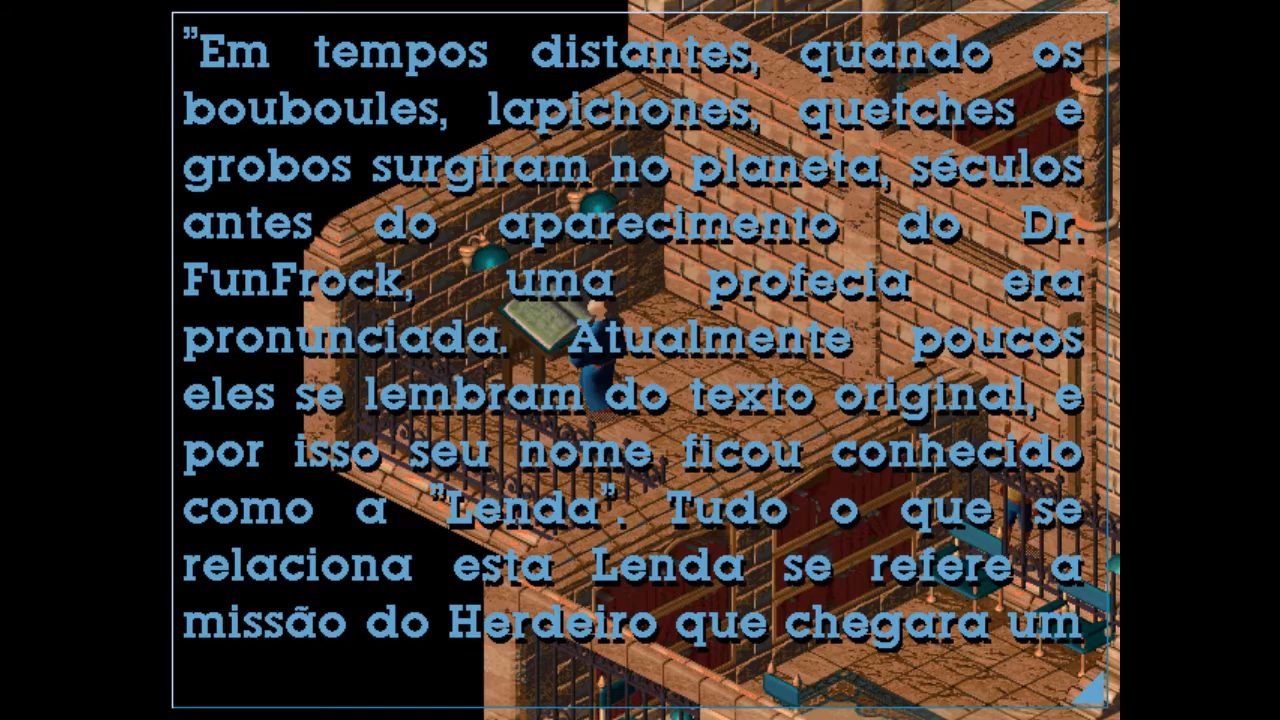 "Em tempos distantes, quando os
bouboules, lapichones, quetches e
grobos surgiram no planeta, séculos
antes do aparecimento do Dr.
FunFrock, uma profecia era
pronunciada. Atualmente poucos
eles se lembram do texto original, e
por isso seu nome ficou conhecido
como a "Lenda". Tudo o que se
relaciona esta Lenda se refere a
missão do Herdeiro que chegara um